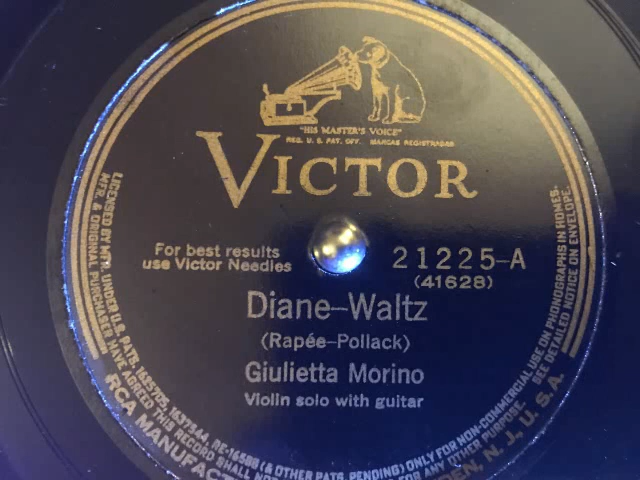 "HIS MASTER'S VOICE"
REG. U. S. PAT. OFF. MARCAS REGISTRADAS
VICTOR
For best results
use Victor Needles
21225-A
(41628)
Diane-Waltz
(Rapée-Pollack)
Giulietta Morino
Violin solo with guitar
LICENSED BY MFR. UNDER U.S. PATS. 1637544, RE-16588 (& OTHER PATS. PENDING) ONLY FOR NON-COMMERCIAL USE ON PHONOGRAPHS IN HOMES.
MFR. & ORIGINAL PURCHASER HAVE AGREED THIS RECORD SHALL NOT FOR ANY OTHER PURPOSE. SEE DETAILED NOTICE ON ENVELOPE.
RCA MANUFACT N, N. J., U. S. A.